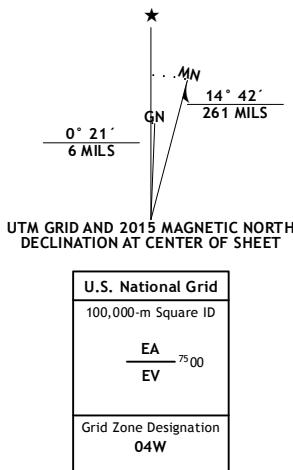 ★
MN
14° 42´
261 MILS
GN
0° 21´
6 MILS
UTM GRID AND 2015 MAGNETIC NORTH
DECLINATION AT CENTER OF SHEET
U.S. National Grid
100,000-m Square ID
EA
7500
EV
Grid Zone Designation
04W